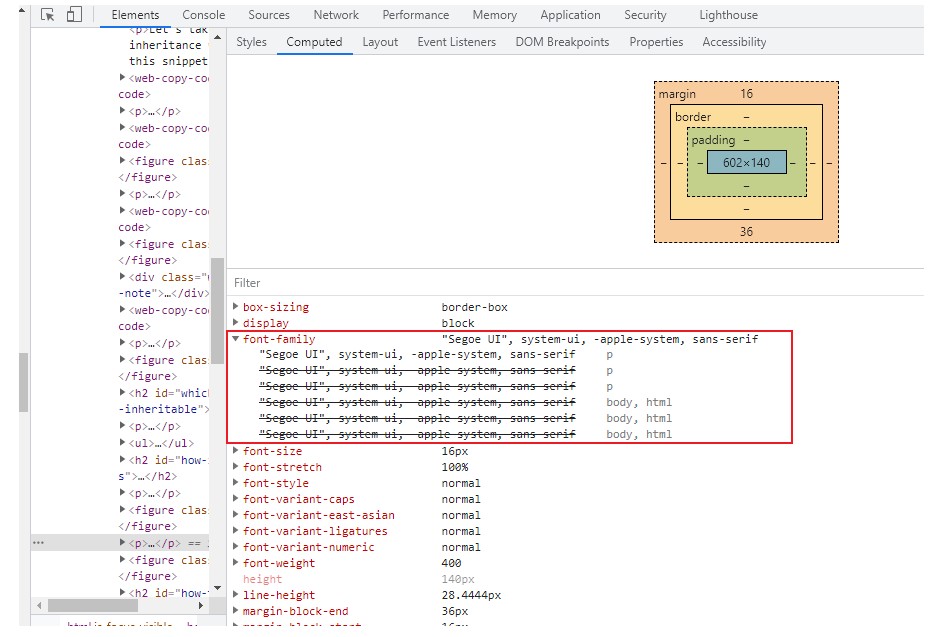 Elements Console Sources Network Performance Memory Application Security Lighthouse
<p>Let's tak
inheritance
this snippet
<web-copy-co
code>
<p>…</p>
<web-copy-co
code>
<figure clas
</figure>
<p>…</p>
<web-copy-co
code>
<figure clas
</figure>
<div class="
-note">…</div>
<web-copy-co
code>
<p>…</p>
<figure clas
</figure>
<h2 id="whic
-inheritable">
<p>…</p>
<ul>…</ul>
<h2 id="how-
s">…</h2>
<p>…</p>
<figure clas
</figure>
… <p>…</p> ==
<figure clas
</figure>
<h2 id="how-
Styles Computed Layout Event Listeners DOM Breakpoints Properties Accessibility
margin 16
border –
padding –
– – – 602×140 – – –
–
–
36
Filter
box-sizing border-box
display block
font-family "Segoe UI", system-ui, -apple-system, sans-serif
"Segoe UI", system-ui, -apple-system, sans-serif p
"Segoe UI", system-ui, -apple-system, sans-serif p
"Segoe UI", system-ui, -apple-system, sans-serif p
"Segoe UI", system-ui, -apple-system, sans-serif body, html
"Segoe UI", system-ui, -apple-system, sans-serif body, html
"Segoe UI", system-ui, -apple-system, sans-serif body, html
font-size 16px
font-stretch 100%
font-style normal
font-variant-caps normal
font-variant-east-asian normal
font-variant-ligatures normal
font-variant-numeric normal
font-weight 400
height 140px
line-height 28.4444px
margin-block-end 36px
margin-block-start 16px